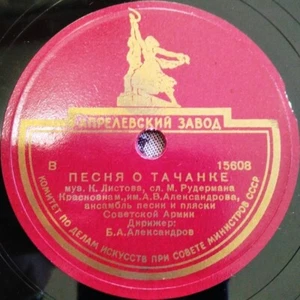 АПРЕЛЕВСКИЙ ЗАВОД
В 15608
ПЕСНЯ О ТАЧАНКЕ
муз. К. Листова, сл. М. Рудермана
Краснознам., им. А. В. Александрова,
ансамбль песни и пляски
Советской Армии
Дирижер:
Б. А. Александров
КОМИТЕТ ПО ДЕЛАМ ИСКУССТВ ПРИ СОВЕТЕ МИНИСТРОВ СССР